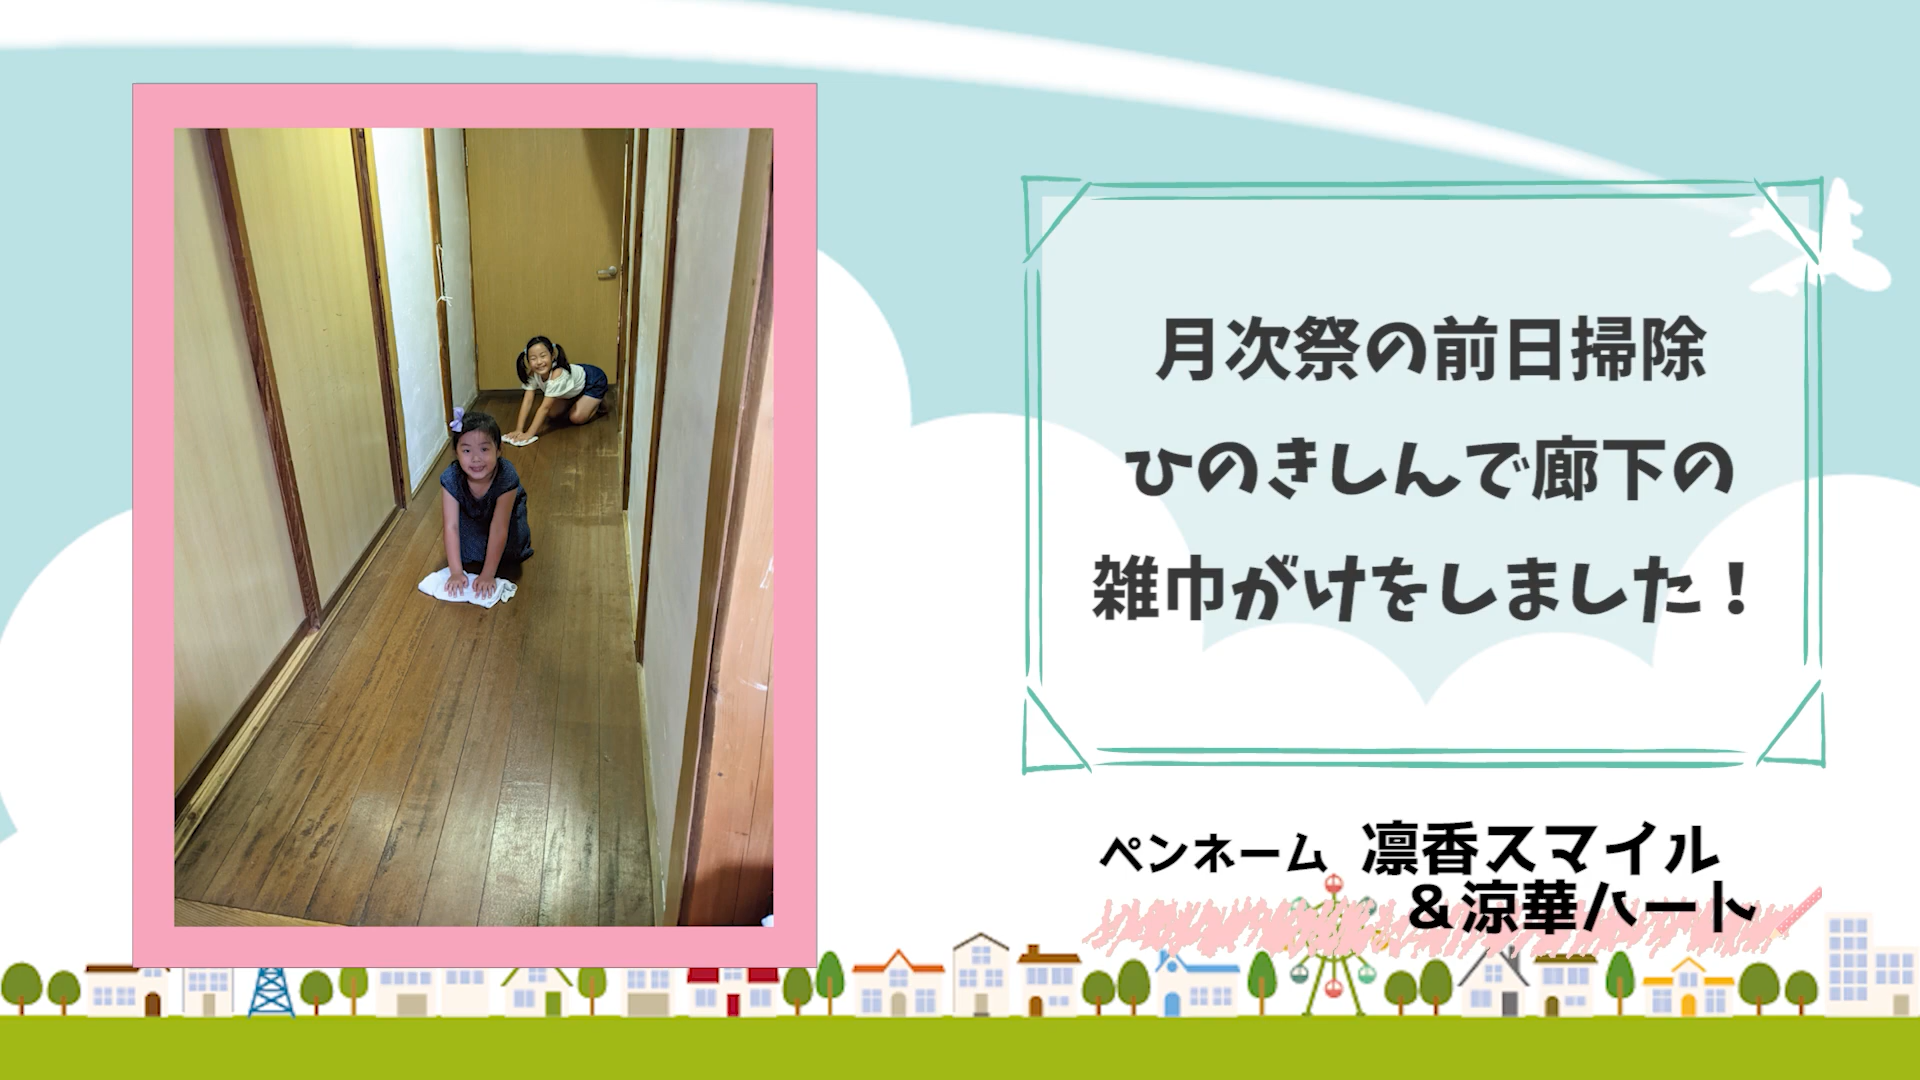 月次祭の前日掃除
ひのきしんで廊下の
雑巾がけをしました！
ペンネーム 凛香スマイル
＆涼華ハート